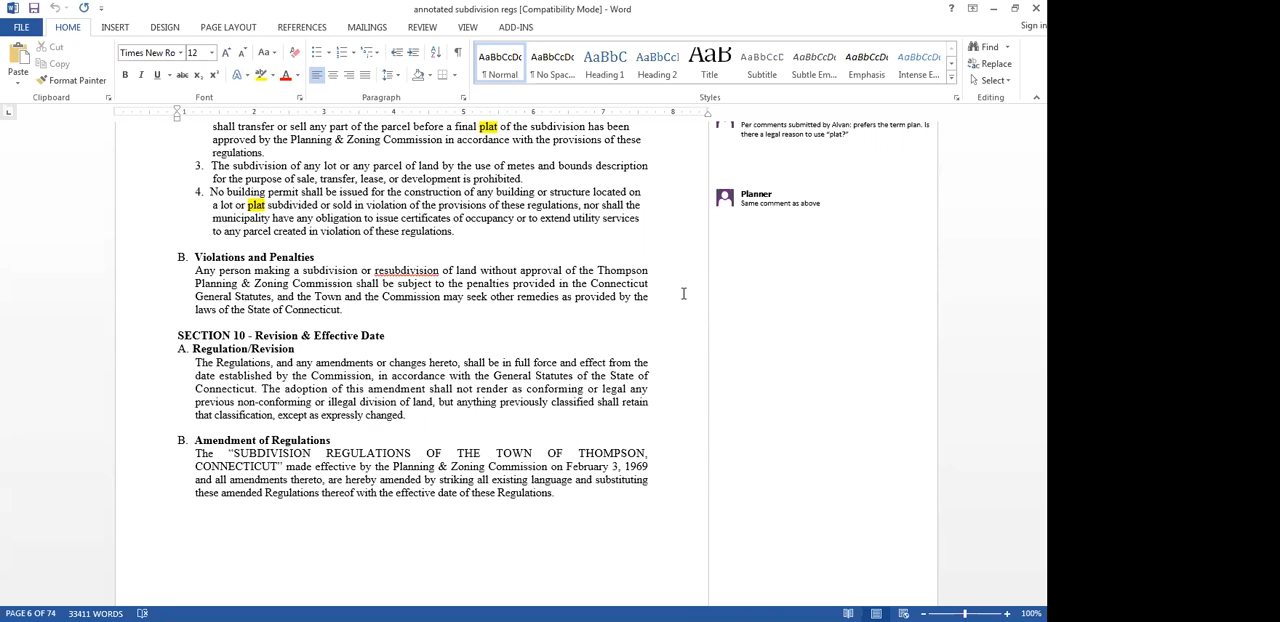 annotated subdivision regs [Compatibility Mode] - Word
Sign in
FILE HOME INSERT DESIGN PAGE LAYOUT REFERENCES MAILINGS REVIEW VIEW ADD-INS
Paste
Cut
Copy
Format Painter
Clipboard
Times New Ro 12
Font
Paragraph
AaBbCcDc AaBbCcDc AaBbC AaBbCcI AaB AaBbCcC AaBbCcDc AaBbCcDc AaBbCcDc
¶ Normal ¶ No Spac... Heading 1 Heading 2 Title Subtitle Subtle Em... Emphasis Intense E...
Styles
Find
Replace
Select
Editing
1 2 3 4 5 6 7 8
shall transfer or sell any part of the parcel before a final plat of the subdivision has been
approved by the Planning & Zoning Commission in accordance with the provisions of these
regulations.
3. The subdivision of any lot or any parcel of land by the use of metes and bounds description
for the purpose of sale, transfer, lease, or development is prohibited.
4. No building permit shall be issued for the construction of any building or structure located on
a lot or plat subdivided or sold in violation of the provisions of these regulations, nor shall the
municipality have any obligation to issue certificates of occupancy or to extend utility services
to any parcel created in violation of these regulations.
B. Violations and Penalties
Any person making a subdivision or resubdivision of land without approval of the Thompson
Planning & Zoning Commission shall be subject to the penalties provided in the Connecticut
General Statutes, and the Town and the Commission may seek other remedies as provided by the
laws of the State of Connecticut.
SECTION 10 - Revision & Effective Date
A. Regulation/Revision
The Regulations, and any amendments or changes hereto, shall be in full force and effect from the
date established by the Commission, in accordance with the General Statutes of the State of
Connecticut. The adoption of this amendment shall not render as conforming or legal any
previous non-conforming or illegal division of land, but anything previously classified shall retain
that classification, except as expressly changed.
B. Amendment of Regulations
The “SUBDIVISION REGULATIONS OF THE TOWN OF THOMPSON,
CONNECTICUT” made effective by the Planning & Zoning Commission on February 3, 1969
and all amendments thereto, are hereby amended by striking all existing language and substituting
these amended Regulations thereof with the effective date of these Regulations.
Per comments submitted by Alvan: prefers the term plan. Is
there a legal reason to use “plat?”
Planner
Same comment as above
PAGE 6 OF 74 33411 WORDS
100%